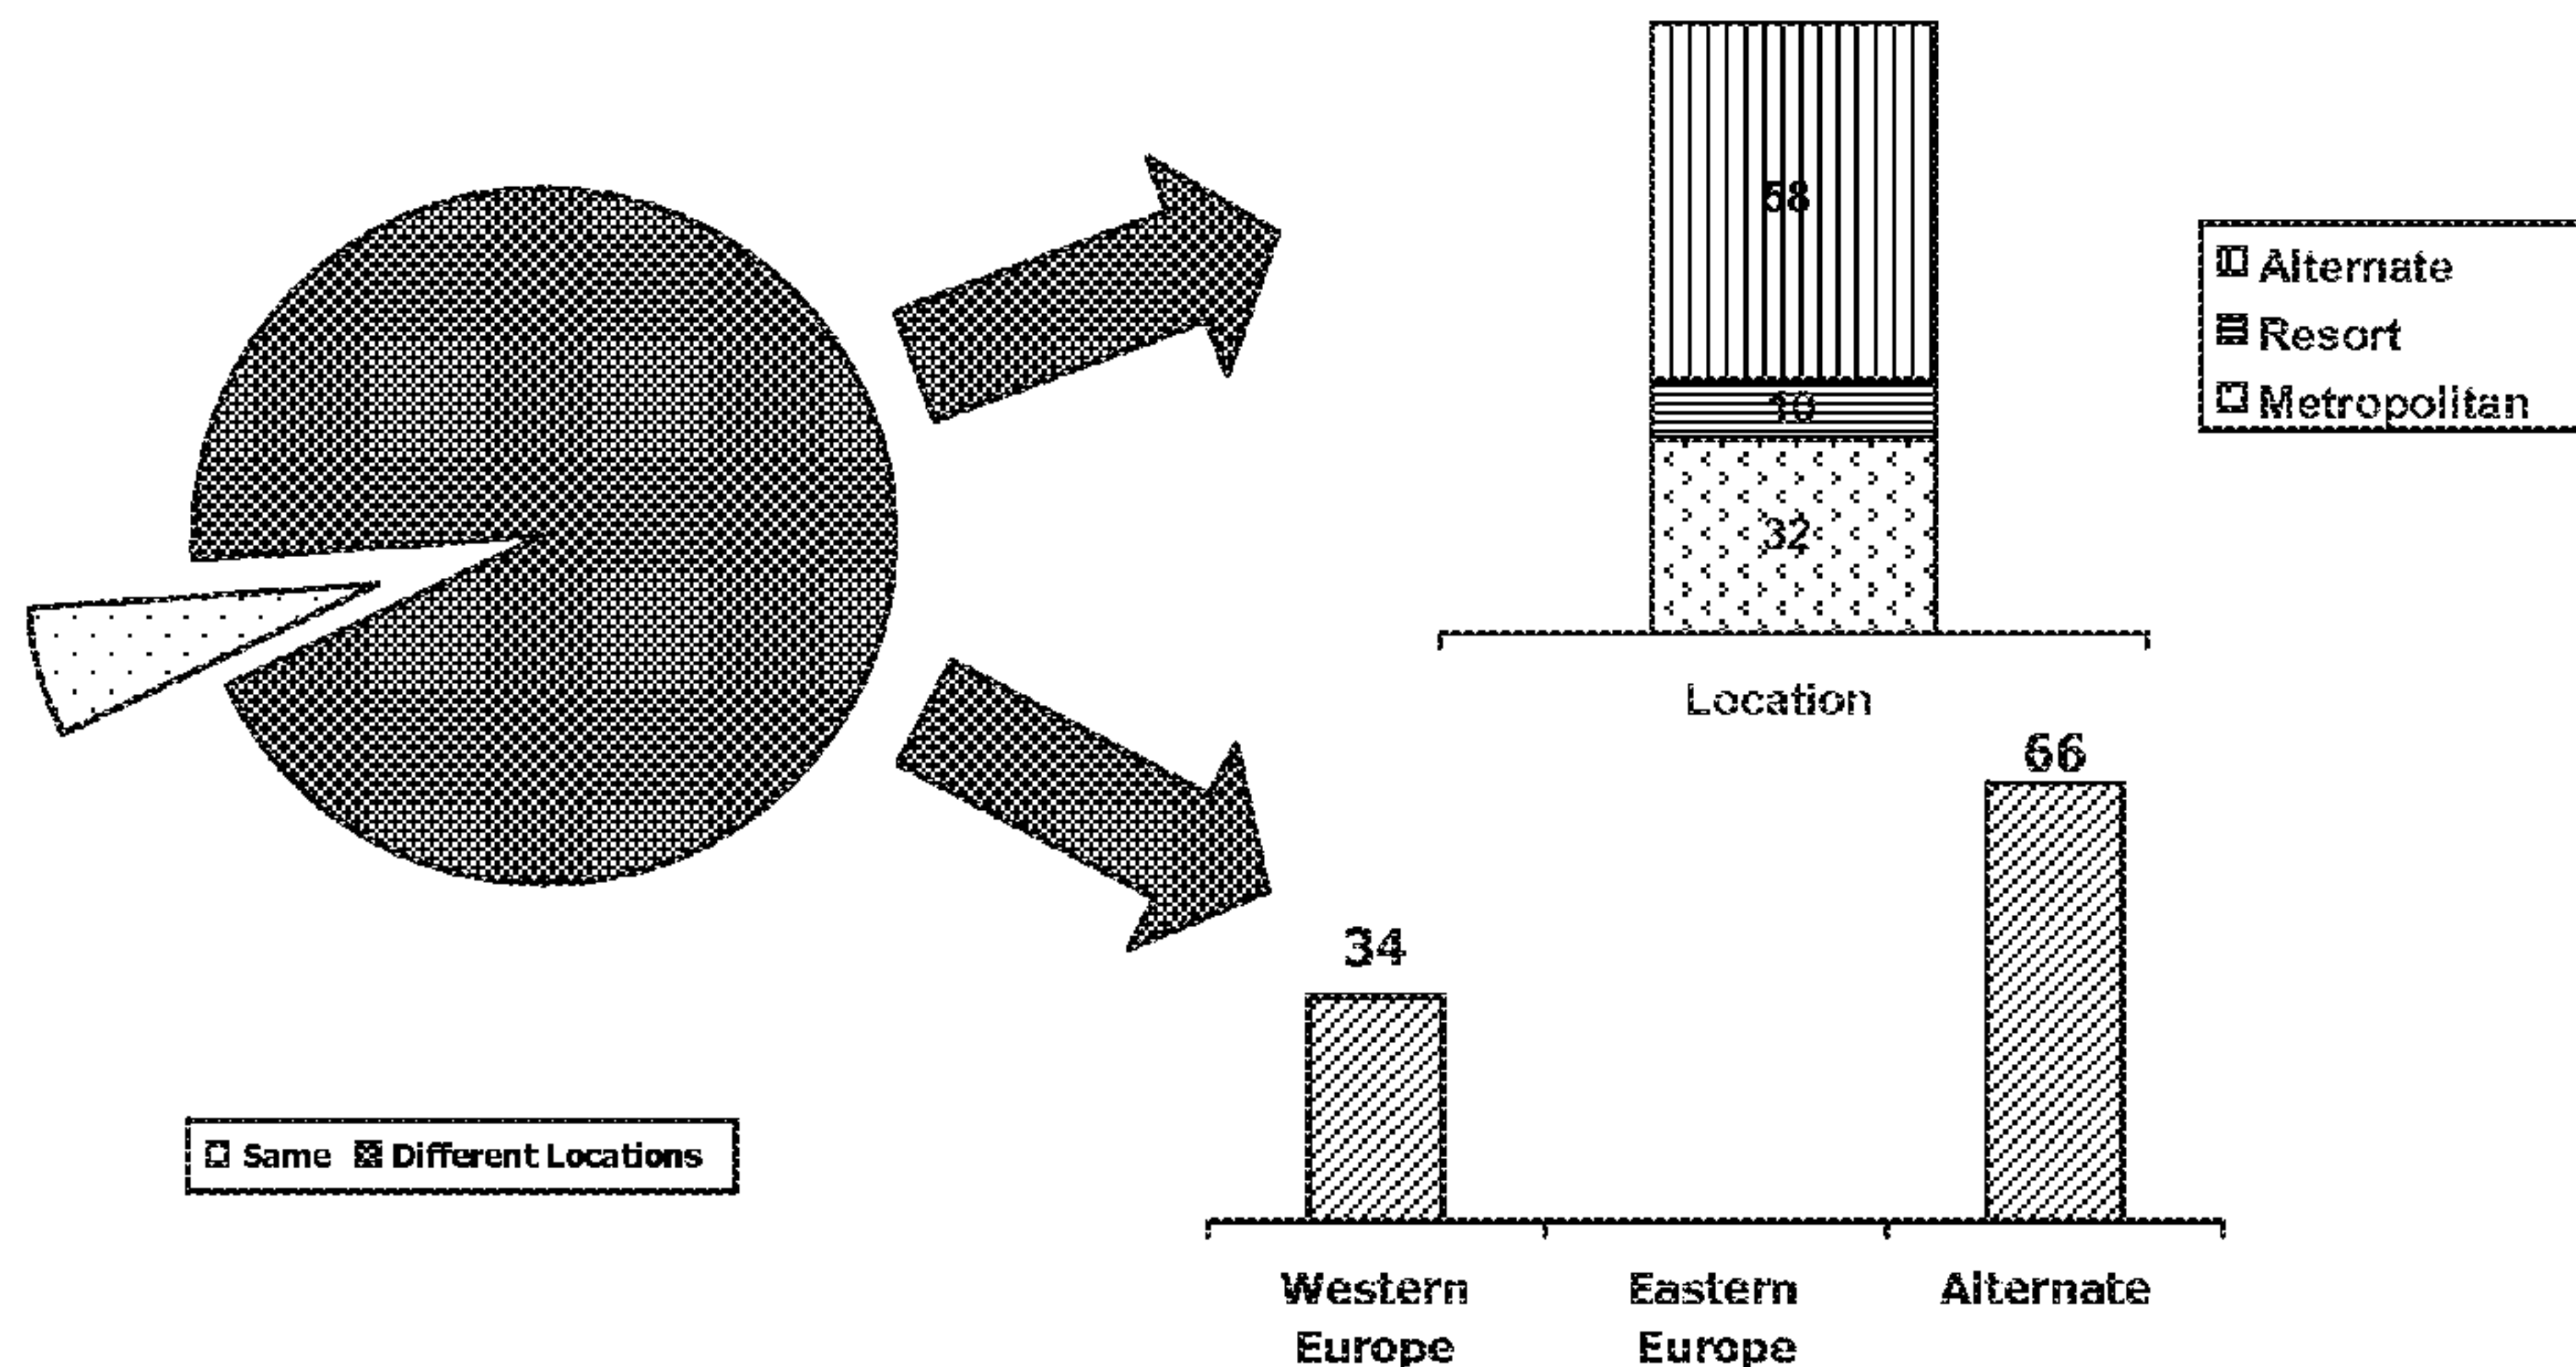 58
10
32
Alternate
Resort
Metropolitan
Location
66
34
Same Different Locations
Western Europe
Eastern Europe
Alternate